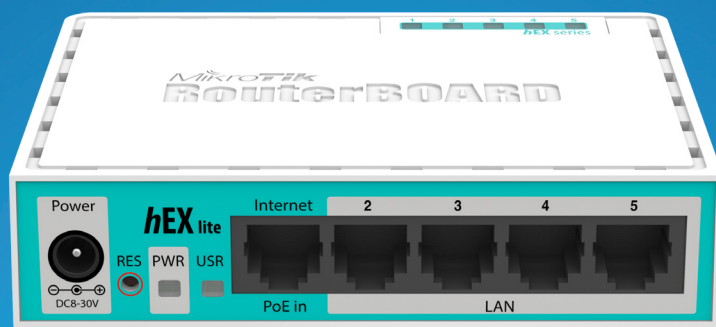 1 2 3 4 5
hEX series
MikroTik
RouterBOARD
Power
hEX lite
Internet 2 3 4 5
RES PWR USR
DC8-30V
PoE in LAN